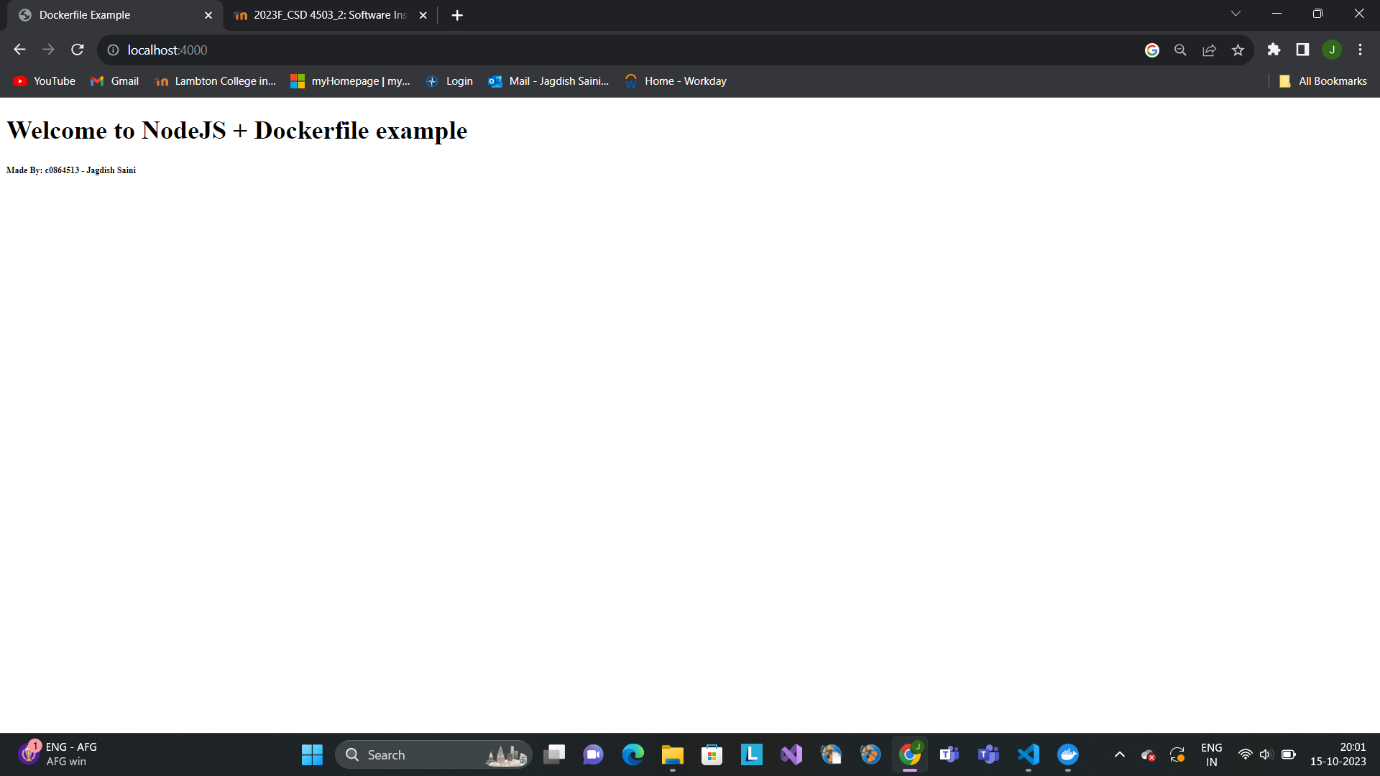 Dockerfile Example
2023F_CSD 4503_2: Software Ins
localhost:4000
J
YouTube
Gmail
Lambton College in...
myHomepage | my...
Login
Mail - Jagdish Saini...
Home - Workday
All Bookmarks
Welcome to NodeJS + Dockerfile example
Made By: c0864513 - Jagdish Saini
1
ENG - AFG
AFG win
Search
L
J
ENG
IN
20:01
15-10-2023